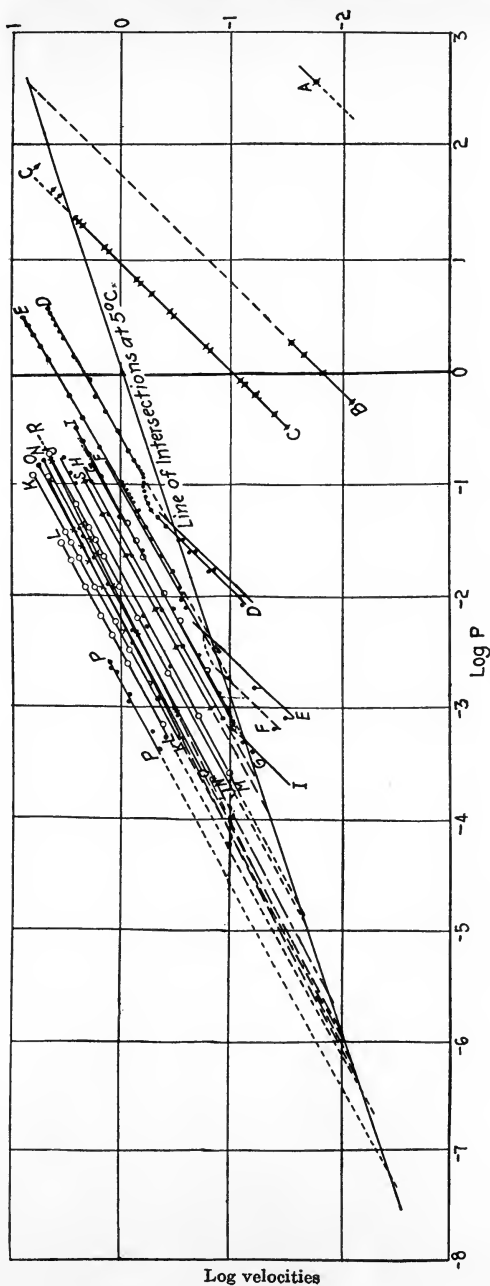 1
0
-1
-2
3
A
2
C
1
Line of Intersections at 5°C.
D
E
0
C
B
I
R
F
H
S
J
N
O
K
-1
L
D
-2
P
E
-3
F
G
I
P
K
L
-4
-5
-6
-7
-8
Log P
Log velocities